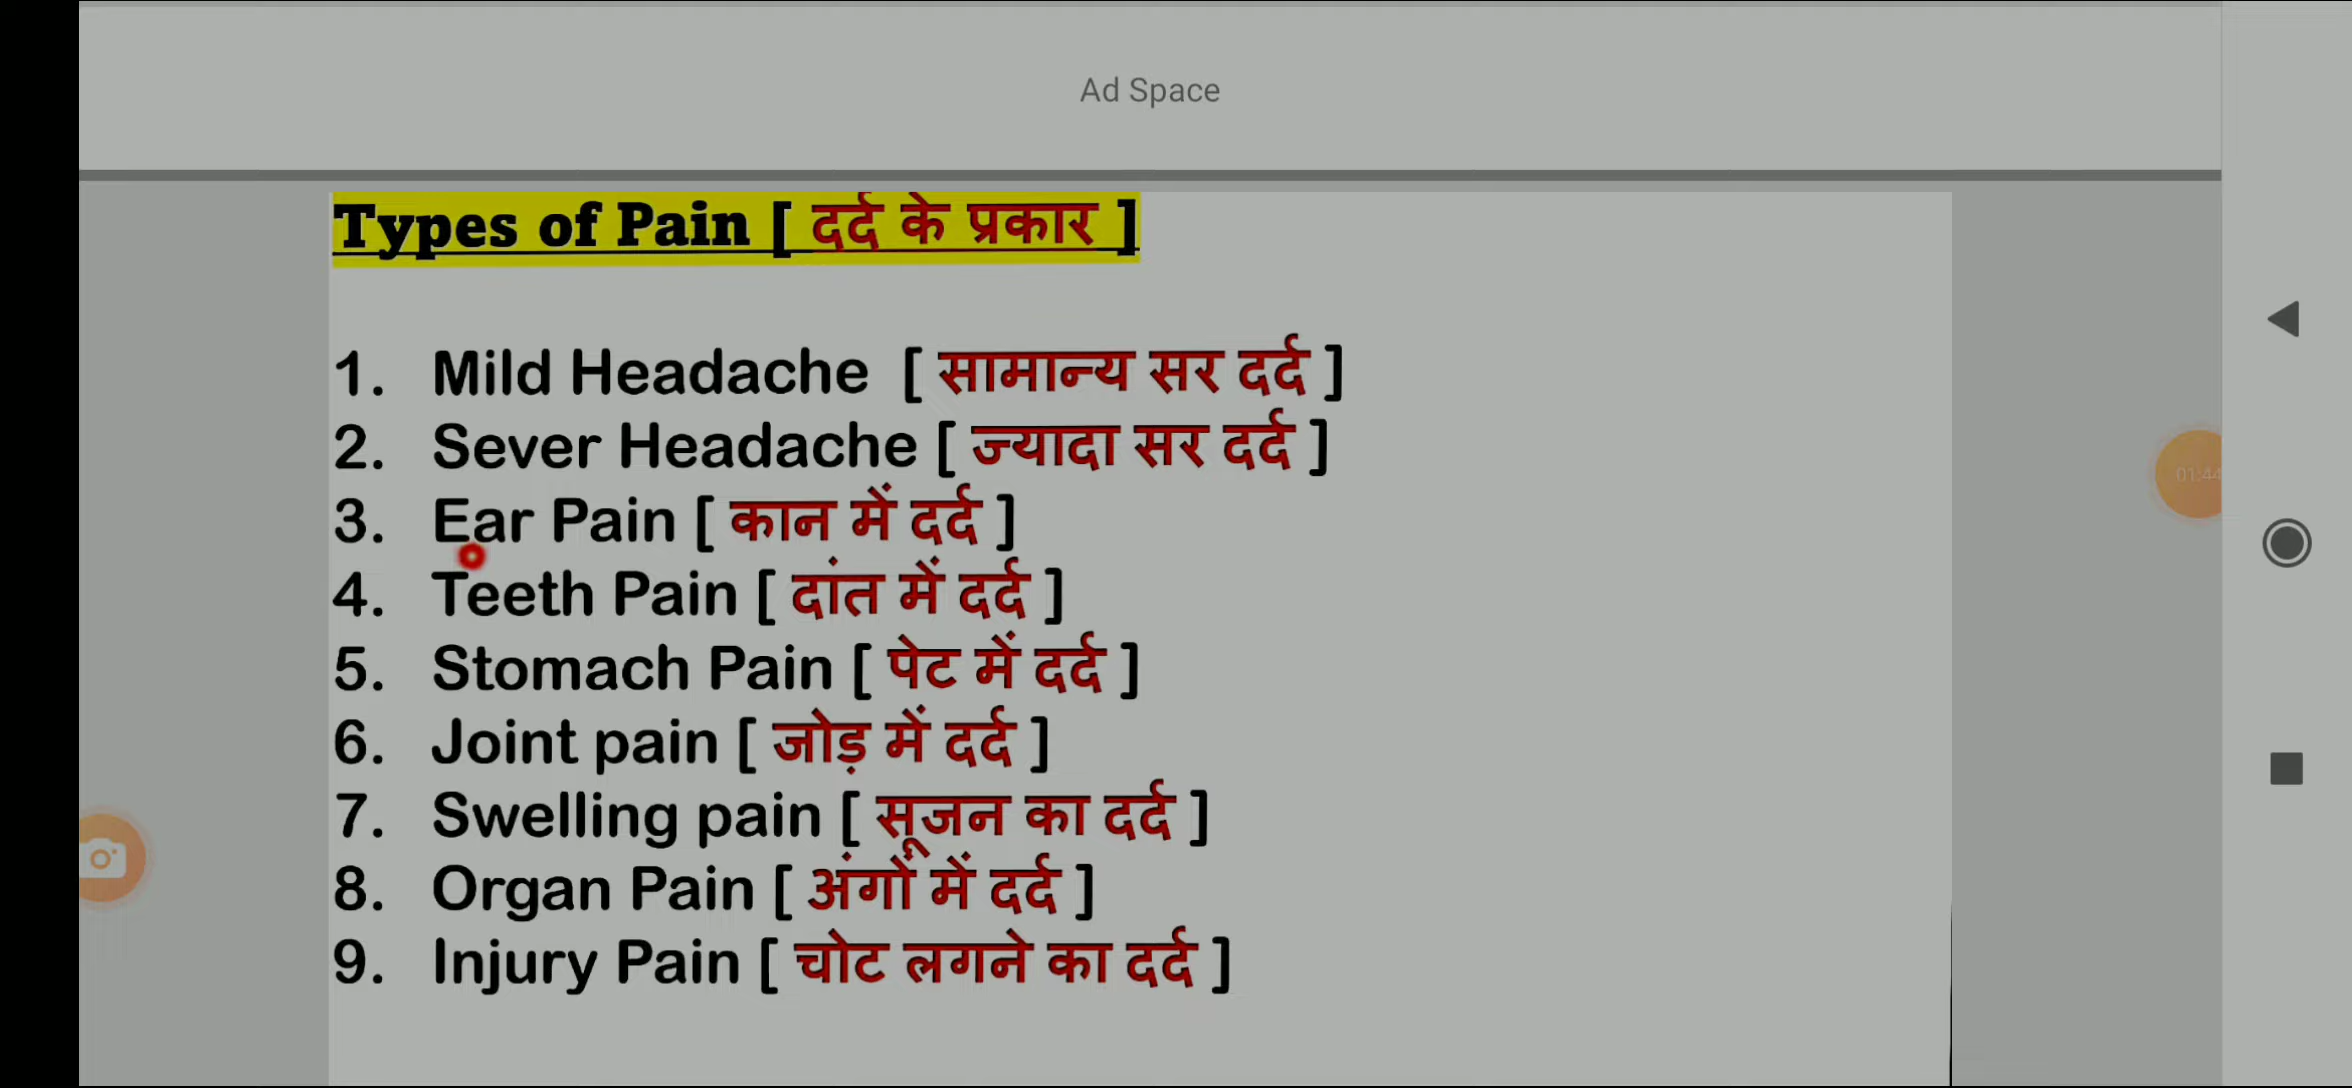 Ad Space
Types of Pain [ दर्द के प्रकार ]
1. Mild Headache [ सामान्य सर दर्द ]
2. Sever Headache [ ज्यादा सर दर्द ]
01:44
3. Ear Pain [ कान में दर्द ]
4. Teeth Pain [ दांत में दर्द ]
5. Stomach Pain [ पेट में दर्द ]
6. Joint pain [ जोड़ में दर्द ]
7. Swelling pain [ सूजन का दर्द ]
8. Organ Pain [ अंगों में दर्द ]
9. Injury Pain [ चोट लगने का दर्द ]